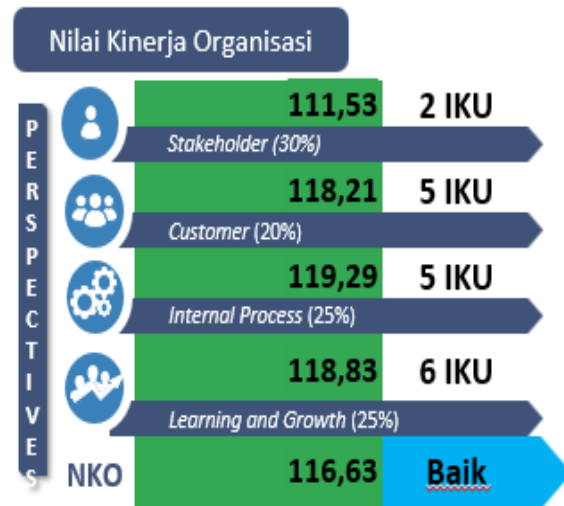 Nilai Kinerja Organisasi
PERSPECTIVES
111,53 2 IKU
Stakeholder (30%)
118,21 5 IKU
Customer (20%)
119,29 5 IKU
Internal Process (25%)
118,83 6 IKU
Learning and Growth (25%)
NKO 116,63 Baik